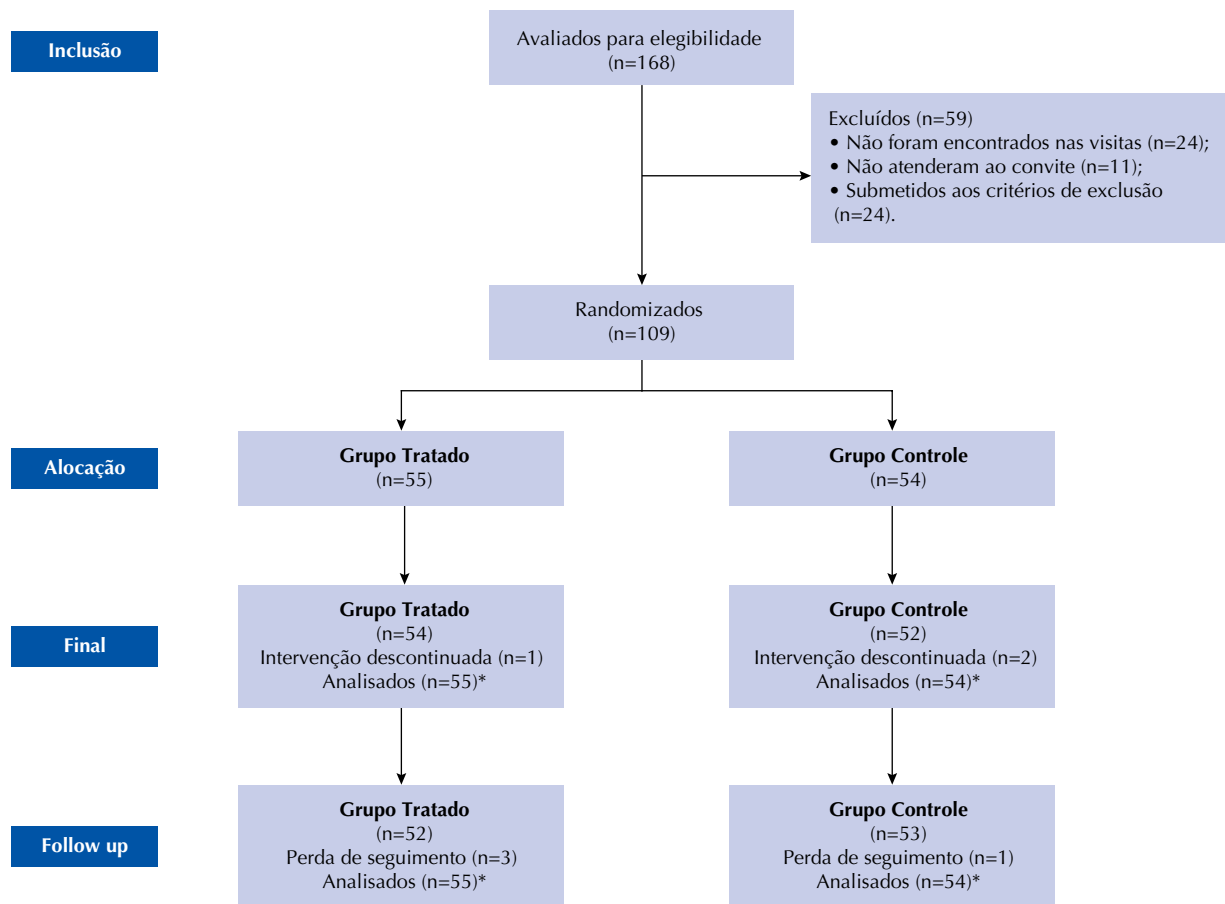 Inclusão
Avaliados para elegibilidade
(n=168)
Excluídos (n=59)
• Não foram encontrados nas visitas (n=24);
• Não atenderam ao convite (n=11);
• Submetidos aos critérios de exclusão
(n=24).
Randomizados
(n=109)
Alocação
Grupo Tratado
(n=55)
Grupo Controle
(n=54)
Final
Grupo Tratado
(n=54)
Intervenção descontinuada (n=1)
Analisados (n=55)*
Grupo Controle
(n=52)
Intervenção descontinuada (n=2)
Analisados (n=54)*
Follow up
Grupo Tratado
(n=52)
Perda de seguimento (n=3)
Analisados (n=55)*
Grupo Controle
(n=53)
Perda de seguimento (n=1)
Analisados (n=54)*